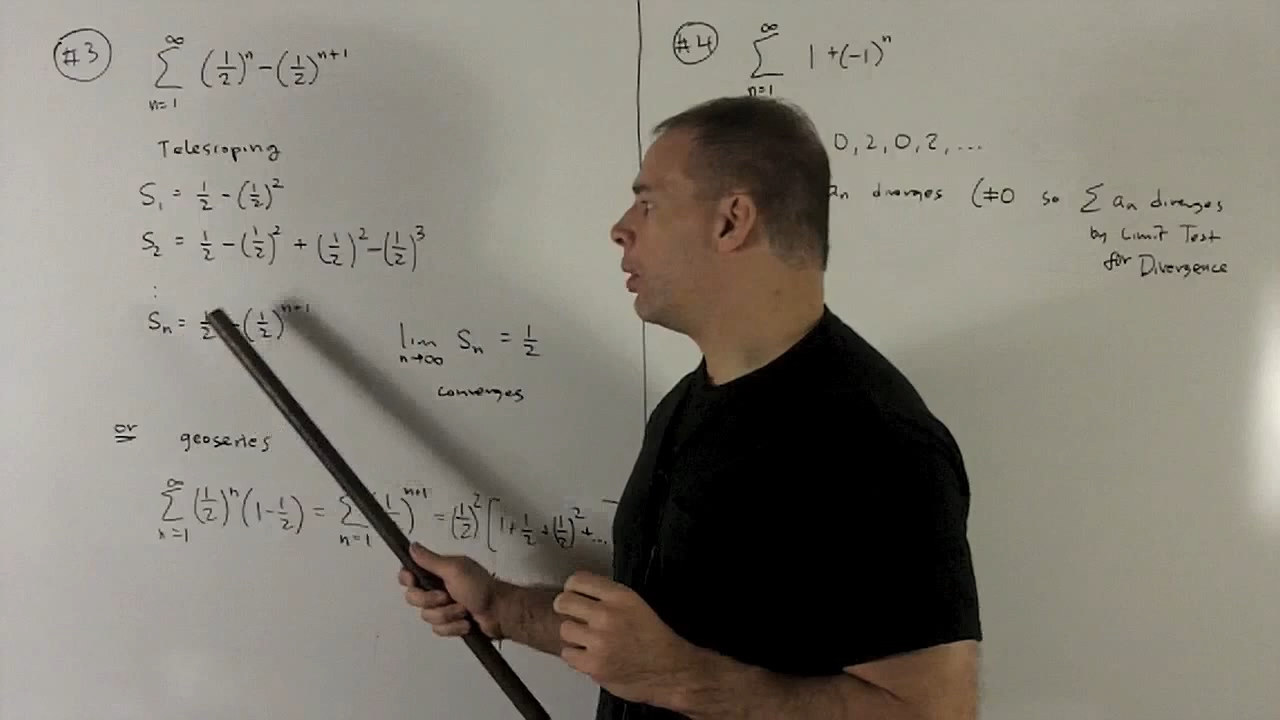 #3
∞
∑ (1/2)^n - (1/2)^(n+1)
n=1
Telescoping
S_1 = 1/2 - (1/2)^2
S_2 = 1/2 - (1/2)^2 + (1/2)^2 - (1/2)^3
:
S_n = 1/2 - (1/2)^(n+1)
lim S_n = 1/2
n→∞
converges
or geoseries
∞
∑ (1/2)^n (1-1/2) = ∑ )^(n+1) = (1/2)^2 [1+1/2+(1/2)^2+...
n=1 n=1
#4
∞
∑ 1+(-1)^n
n=1
0, 2, 0, 2, ...
an diverges (≠0 so ∑ an diverges
by Limit Test
for Divergence